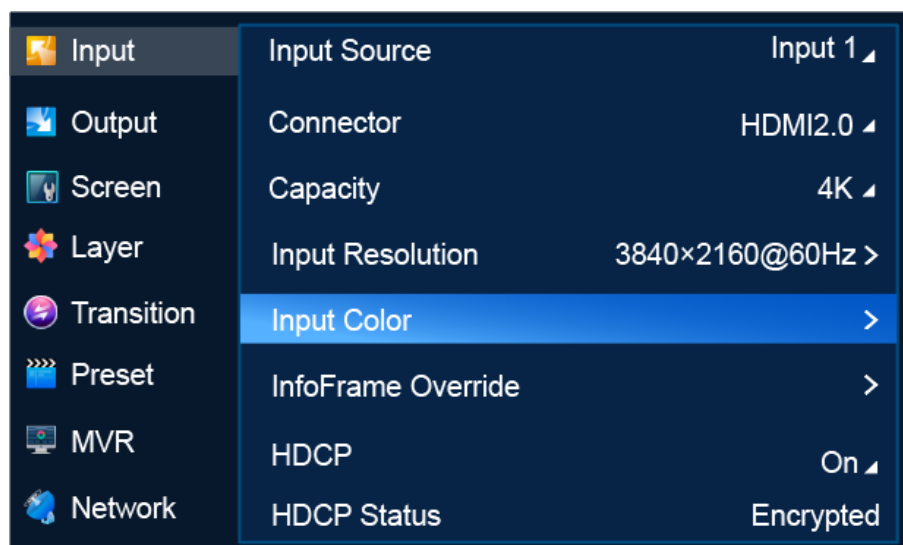 Input
Output
Screen
Layer
Transition
Preset
MVR
Network
Input Source Input 1
Connector HDMI2.0
Capacity 4K
Input Resolution 3840×2160@60Hz >
Input Color >
InfoFrame Override >
HDCP On
HDCP Status Encrypted